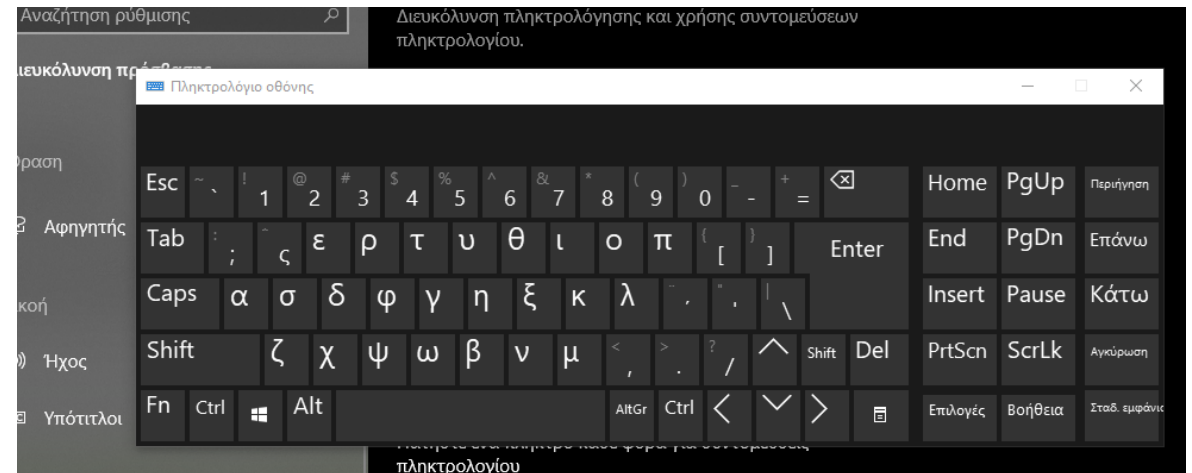 Αναζήτηση ρύθμισης
Διευκόλυνση πληκτρολόγησης και χρήσης συντομεύσεων
πληκτρολογίου.
Πληκτρολόγιο οθόνης
Esc ~ ` ! 1 @ 2 # 3 $ 4 % 5 ^ 6 & 7 * 8 ( 9 ) 0 _ - + = Home PgUp Περιήγηση
Αφηγητής
Tab : ; ς ε ρ τ υ θ ι ο π { [ } ] Enter End PgDn Επάνω
Caps α σ δ φ γ η ξ κ λ ¨ ΄ " ' | \ Insert Pause Κάτω
Shift ζ χ ψ ω β ν μ < , > . ? / Shift Del PrtScn ScrLk Αγκύρωση
Ήχος
Fn Ctrl Alt AltGr Ctrl Επιλογές Βοήθεια Σταδ.
Υπότιτλοι
πληκτρολογίου